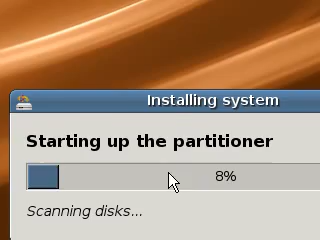 Installing system
Starting up the partitioner
8%
Scanning disks...